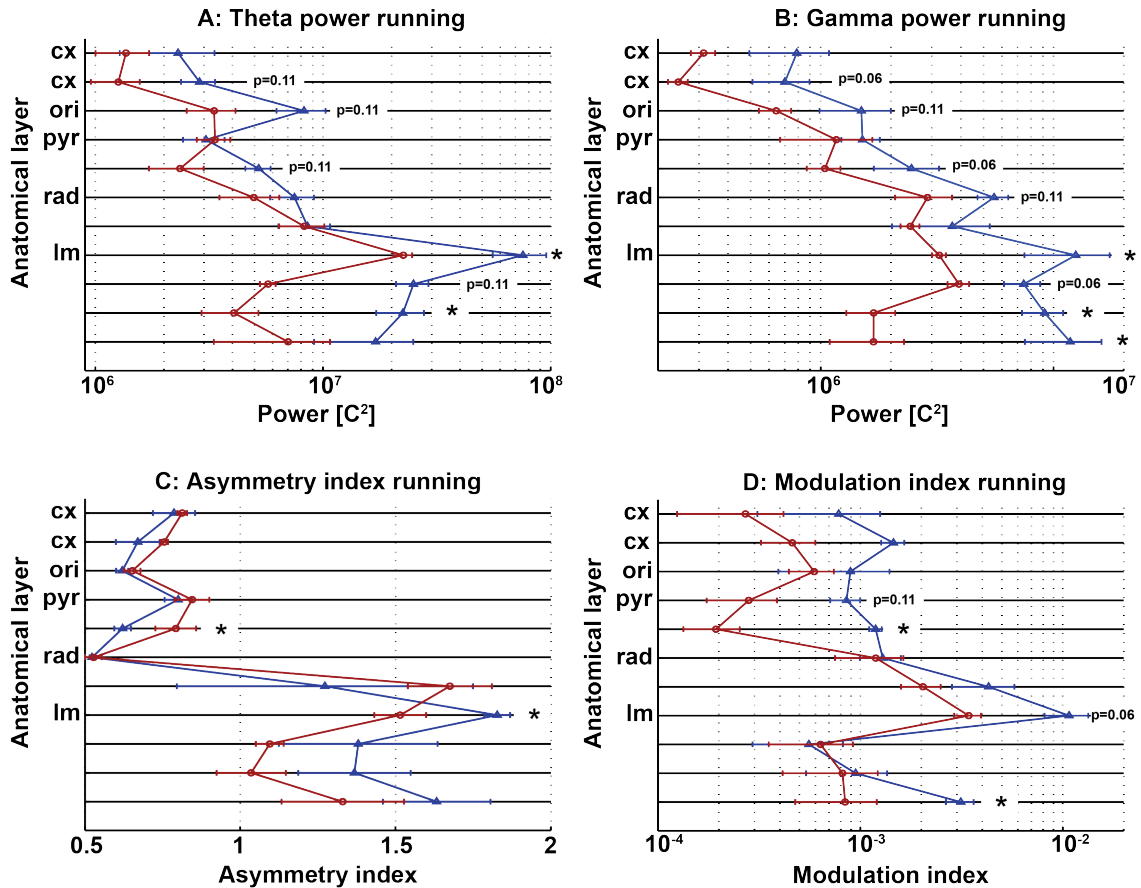 A: Theta power running
cx
cx
p=0.11
ori
p=0.11
pyr
p=0.11
rad
lm
*
p=0.11
*
Anatomical layer
10⁶
10⁷
10⁸
Power [C²]
B: Gamma power running
cx
cx
p=0.06
ori
p=0.11
pyr
p=0.06
rad
p=0.11
lm
*
p=0.06
*
*
Anatomical layer
10⁶
10⁷
Power [C²]
C: Asymmetry index running
cx
cx
ori
pyr
*
rad
lm
*
Anatomical layer
0.5
1
1.5
2
Asymmetry index
D: Modulation index running
cx
cx
ori
pyr
p=0.11
*
rad
lm
p=0.06
*
Anatomical layer
10⁻⁴
10⁻³
10⁻²
Modulation index